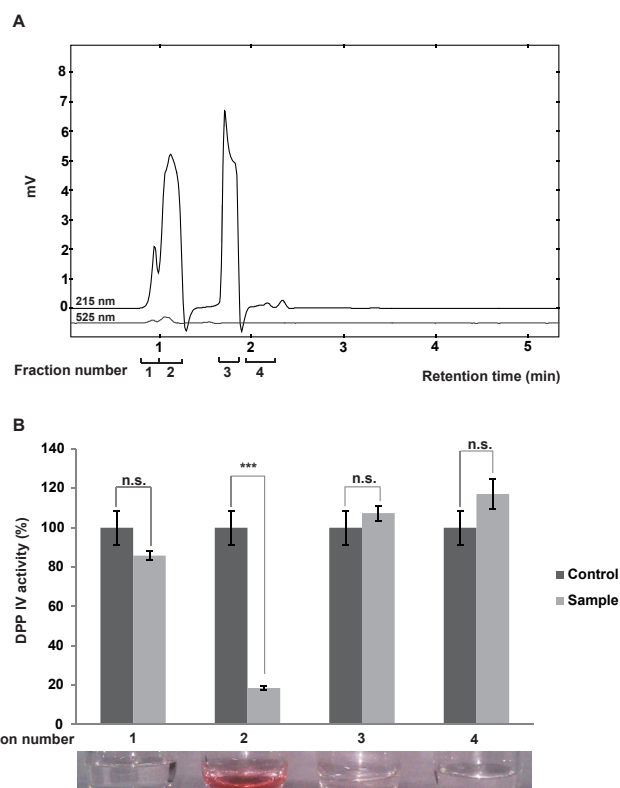 A
8
7
6
5
4
3
2
1
0
mV
215 nm
525 nm
1 2 3 4 5
Fraction number 1 2 3 4 Retention time (min)
B
140
120
100
80
60
40
20
0
DPP IV activity (%)
n.s.
***
n.s.
n.s.
Control
Sample
on number 1 2 3 4